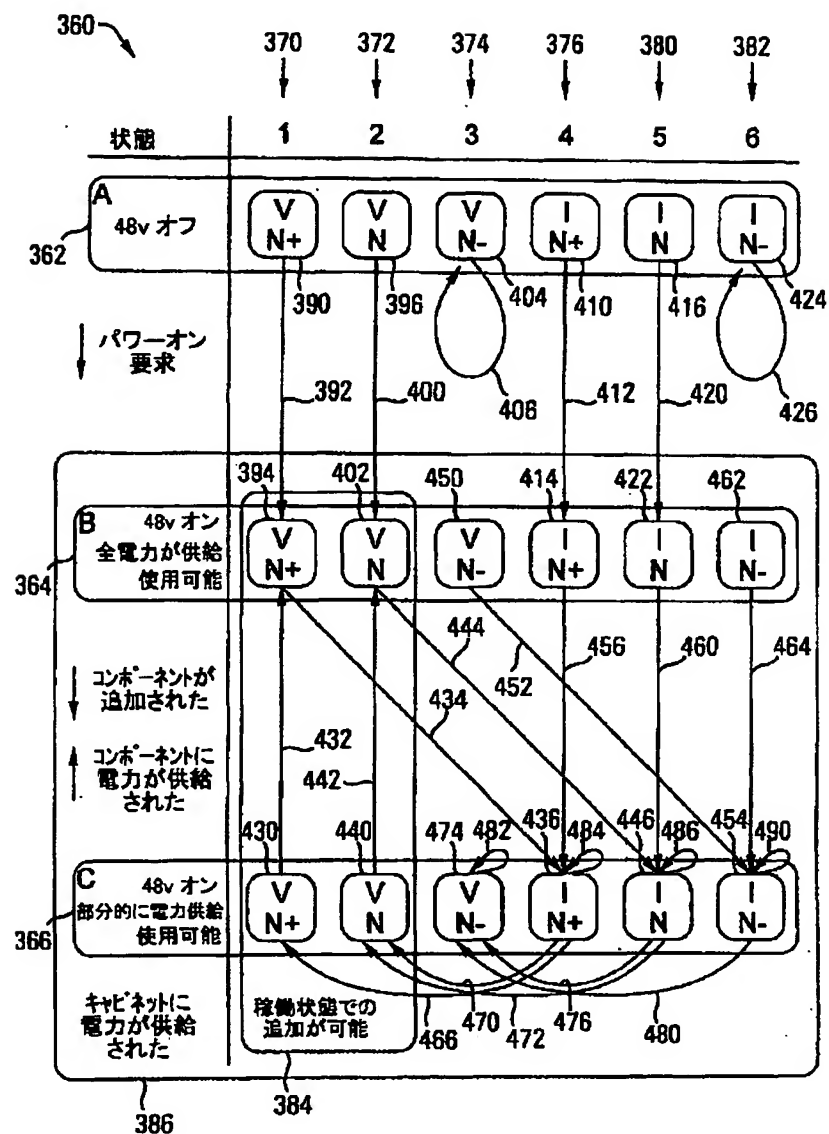 360
370 372 374 376 380 382
状態 1 2 3 4 5 6
A
48v オフ
V V V I I I
N+ N N- N+ N N-
362
390 396 404 410 416 424
パワーオン
要求
392 400 406 412 420 426
394 402 450 414 422 462
B 48v オン
全電力が供給
使用可能
V V V I I I
N+ N N- N+ N N-
364
444 452 456 460 464
434
コンポーネントが
追加された
コンポーネントに
電力が供給
された
432
442
430 440 474 482 436 484 446 486 454 490
C 48v オン
部分的に電力供給
使用可能
V V V I I I
N+ N N- N+ N N-
366
キャビネットに
電力が供給
された
稼働状態での
追加が可能
466 470 472 476 480
384
386